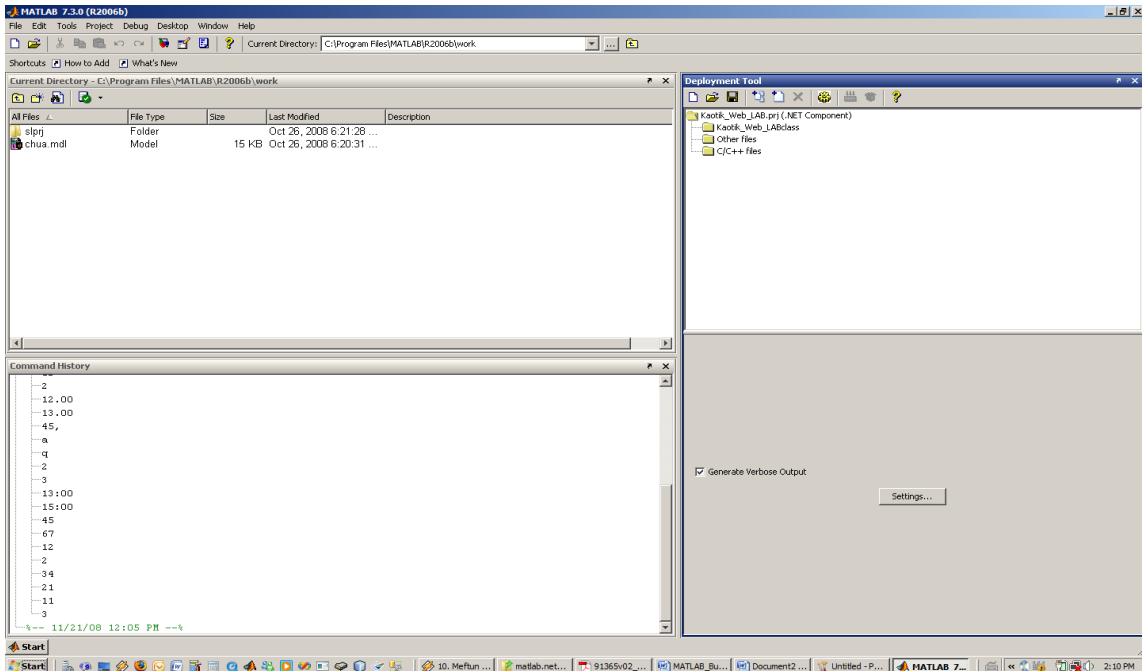 MATLAB 7.3.0 (R2006b)
File Edit Tools Project Debug Desktop Window Help
Current Directory: C:\Program Files\MATLAB\R2006b\work
Shortcuts How to Add What's New
Current Directory - C:\Program Files\MATLAB\R2006b\work
All Files File Type Size Last Modified Description
slprj Folder Oct 26, 2008 6:21:28 ...
chua.mdl Model 15 KB Oct 26, 2008 6:20:31 ...
Command History
2
12.00
13.00
45,
a
q
2
3
13:00
15:00
45
67
12
2
34
21
11
3
%-- 11/21/08 12:05 PM --%
Deployment Tool
Kaotik_Web_LAB.prj (.NET Component)
Kaotik_Web_LABclass
Other files
C/C++ files
Generate Verbose Output
Settings...
Start
Start 10. Meftun ... matlab.net... 91365v02_... MATLAB_Bu... Document2 ... Untitled - P... MATLAB 7... 2:10 PM